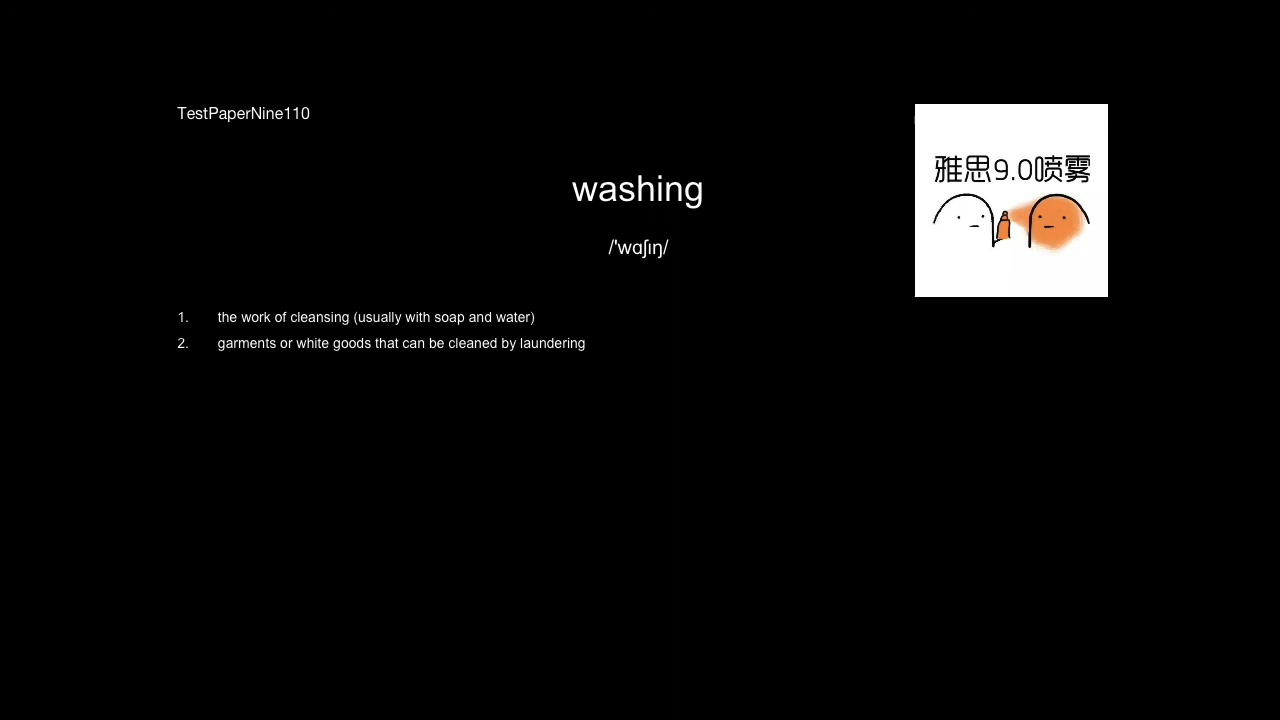 TestPaperNine110
雅思9.0喷雾
washing
/'wɑʃɪŋ/
1. the work of cleansing (usually with soap and water)
2. garments or white goods that can be cleaned by laundering